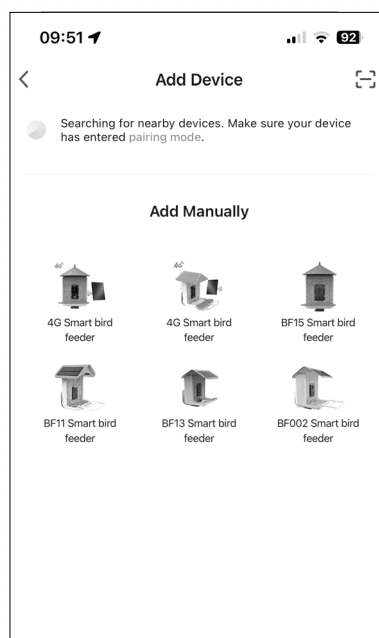 09:51
92
Add Device
Searching for nearby devices. Make sure your device
has entered pairing mode.
Add Manually
4G
4G
4G Smart bird
feeder
4G Smart bird
feeder
BF15 Smart bird
feeder
BF11 Smart bird
feeder
BF13 Smart bird
feeder
BF002 Smart bird
feeder